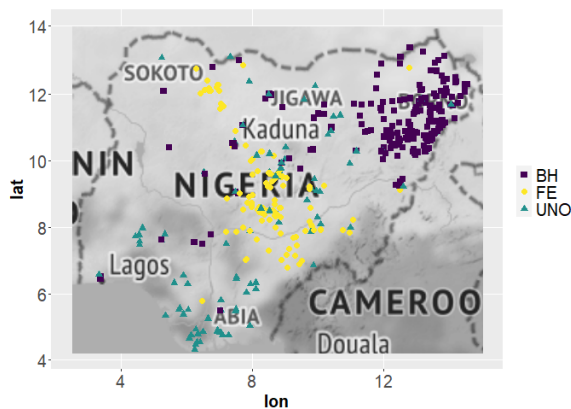 14
12
10
8
6
4
lat
SOKOTO
JIGAWA
Kaduna
NIN
NIGERIA
Lagos
ABIA
CAMEROO
Douala
4
8
12
lon
BH
FE
UNO